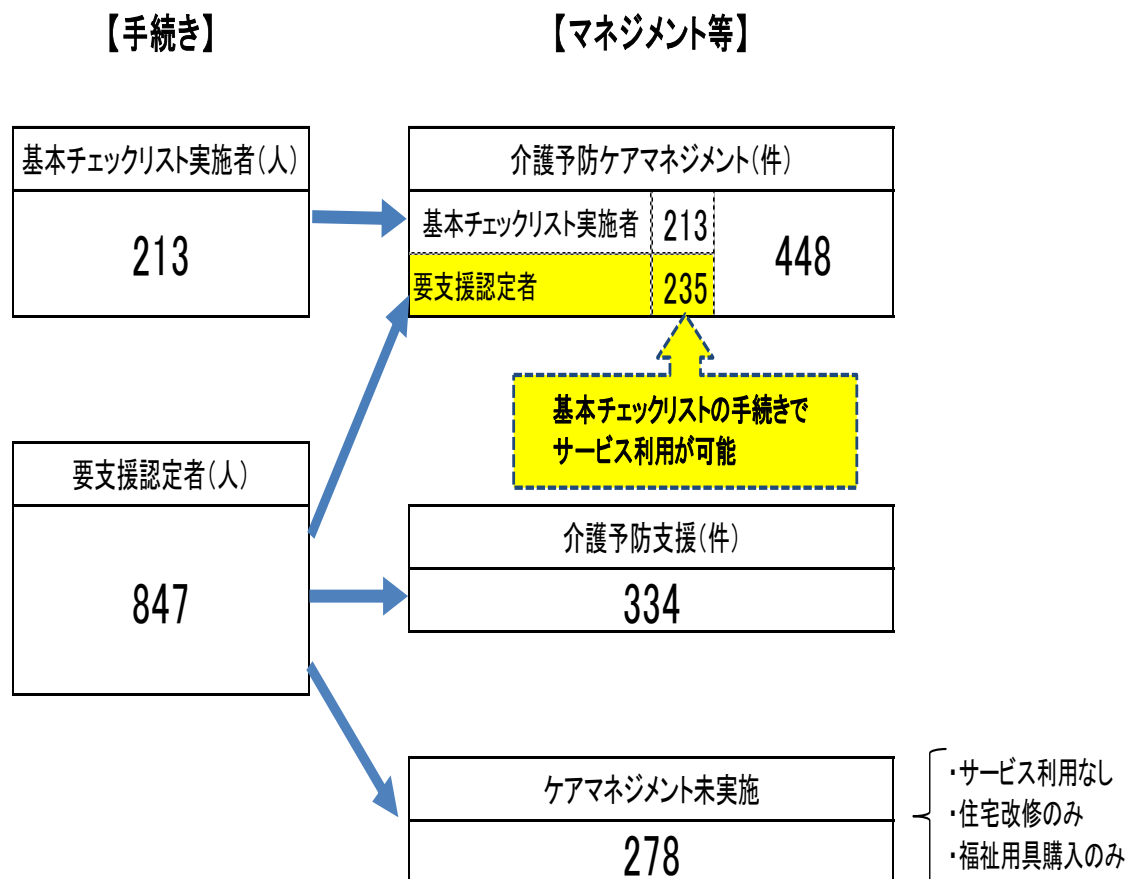 【手続き】
【マネジメント等】
基本チェックリスト実施者(人)
213
介護予防ケアマネジメント(件)
基本チェックリスト実施者
213
要支援認定者
235
448
基本チェックリストの手続きで
サービス利用が可能
要支援認定者(人)
847
介護予防支援(件)
334
ケアマネジメント未実施
278
・サービス利用なし
・住宅改修のみ
・福祉用具購入のみ